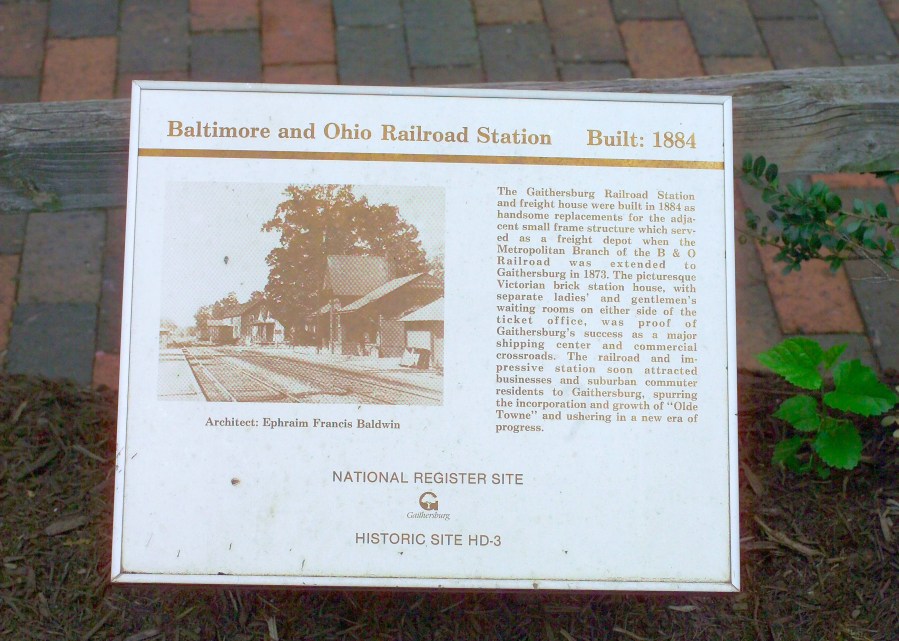 Baltimore and Ohio Railroad Station Built: 1884
The Gaithersburg Railroad Station
and freight house were built in 1884 as
handsome replacements for the adja-
cent small frame structure which serv-
ed as a freight depot when the
Metropolitan Branch of the B & O
Railroad was extended to
Gaithersburg in 1873. The picturesque
Victorian brick station house, with
separate ladies' and gentlemen's
waiting rooms on either side of the
ticket office, was proof of
Gaithersburg's success as a major
shipping center and commercial
crossroads. The railroad and im-
pressive station soon attracted
businesses and suburban commuter
residents to Gaithersburg, spurring
the incorporation and growth of "Olde
Towne" and ushering in a new era of
progress.
Architect: Ephraim Francis Baldwin
NATIONAL REGISTER SITE
Gaithersburg
HISTORIC SITE HD-3